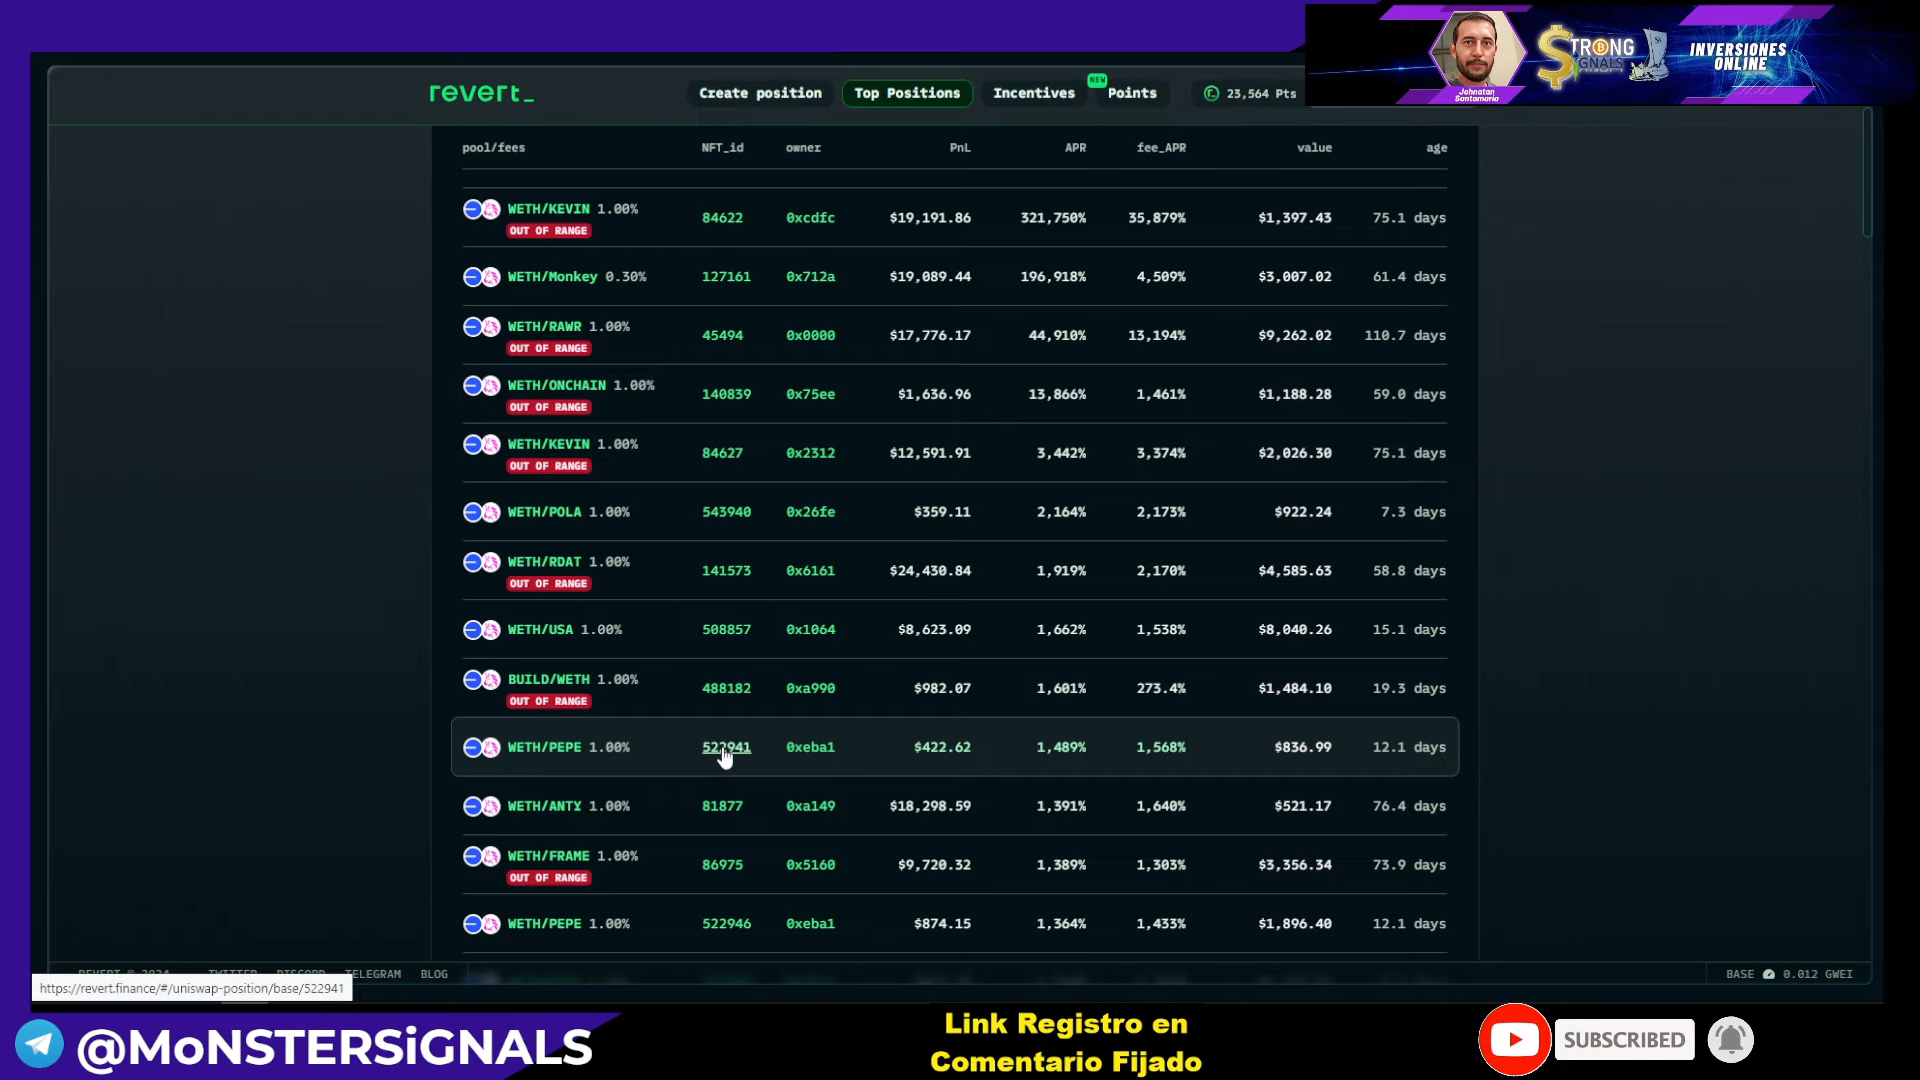 STRONG
SIGNALS
INVERSIONES
ONLINE
Johnatan
Santamaria
revert_
Create position
Top Positions
Incentives
NEW
Points
23,564 Pts
pool/fees NFT_id owner PnL APR fee_APR value age
WETH/KEVIN 1.00% 84622 0xcdfc $19,191.86 321,750% 35,879% $1,397.43 75.1 days
OUT OF RANGE
WETH/Monkey 0.30% 127161 0x712a $19,089.44 196,918% 4,509% $3,007.02 61.4 days
WETH/RAWR 1.00% 45494 0x0000 $17,776.17 44,910% 13,194% $9,262.02 110.7 days
OUT OF RANGE
WETH/ONCHAIN 1.00% 140839 0x75ee $1,636.96 13,866% 1,461% $1,188.28 59.0 days
OUT OF RANGE
WETH/KEVIN 1.00% 84627 0x2312 $12,591.91 3,442% 3,374% $2,026.30 75.1 days
OUT OF RANGE
WETH/POLA 1.00% 543940 0x26fe $359.11 2,164% 2,173% $922.24 7.3 days
WETH/RDAT 1.00% 141573 0x6161 $24,430.84 1,919% 2,170% $4,585.63 58.8 days
OUT OF RANGE
WETH/USA 1.00% 508857 0x1064 $8,623.09 1,662% 1,538% $8,040.26 15.1 days
BUILD/WETH 1.00% 488182 0xa990 $982.07 1,601% 273.4% $1,484.10 19.3 days
OUT OF RANGE
WETH/PEPE 1.00% 522941 0xeba1 $422.62 1,489% 1,568% $836.99 12.1 days
WETH/ANTY 1.00% 81877 0xa149 $18,298.59 1,391% 1,640% $521.17 76.4 days
WETH/FRAME 1.00% 86975 0x5160 $9,720.32 1,389% 1,303% $3,356.34 73.9 days
OUT OF RANGE
WETH/PEPE 1.00% 522946 0xeba1 $874.15 1,364% 1,433% $1,896.40 12.1 days
REVERT © 2024 TWITTER DISCORD TELEGRAM BLOG
BASE 0.012 GWEI
https://revert.finance/#/uniswap-position/base/522941
@MoNSTERSiGNALS
Link Registro en
Comentario Fijado
SUBSCRIBED